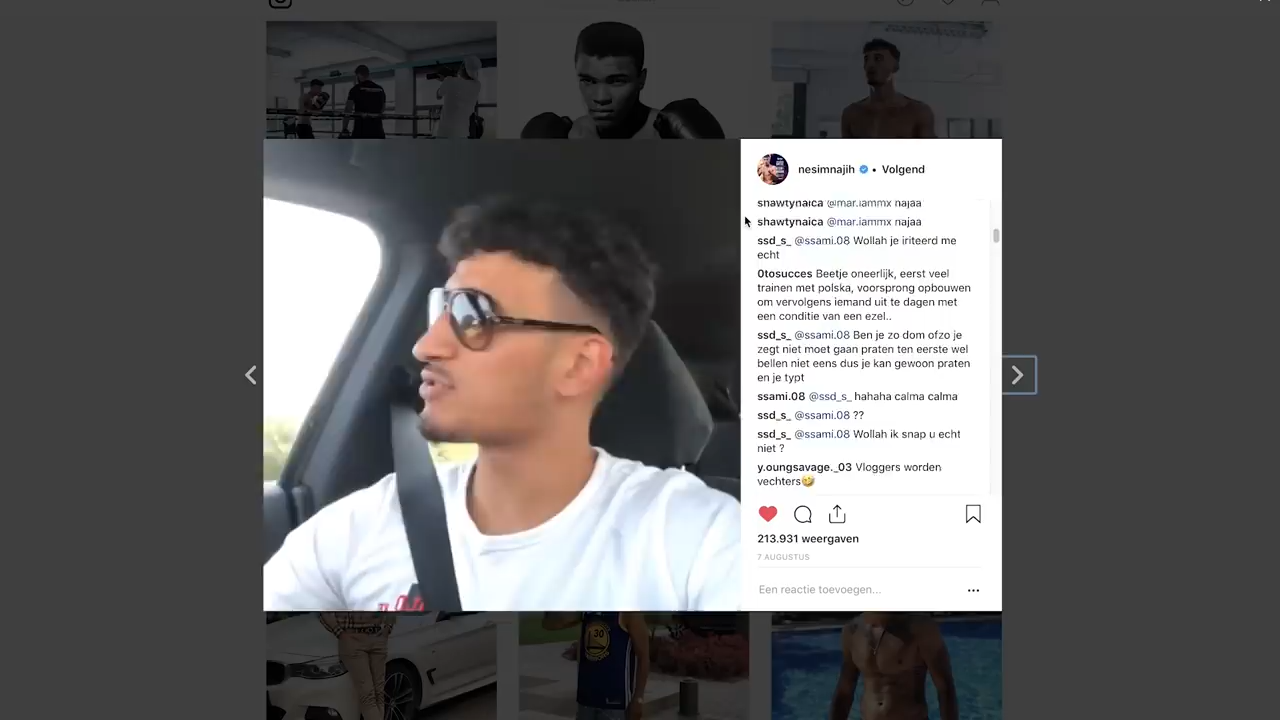 nesimnajih • Volgend
shawtynaica @mar.iammx najaa
shawtynaica @mar.iammx najaa
ssd_s_ @ssami.08 Wollah je iriteerd me
echt
0tosucces Beetje oneerlijk, eerst veel
trainen met polska, voorsprong opbouwen
om vervolgens iemand uit te dagen met
een conditie van een ezel..
ssd_s_ @ssami.08 Ben je zo dom ofzo je
zegt niet moet gaan praten ten eerste wel
bellen niet eens dus je kan gewoon praten
en je typt
ssami.08 @ssd_s_ hahaha calma calma
ssd_s_ @ssami.08 ??
ssd_s_ @ssami.08 Wollah ik snap u echt
niet ?
y.oungsavage._03 Vloggers worden
vechters🤣
213.931 weergaven
7 AUGUSTUS
Een reactie toevoegen...
30